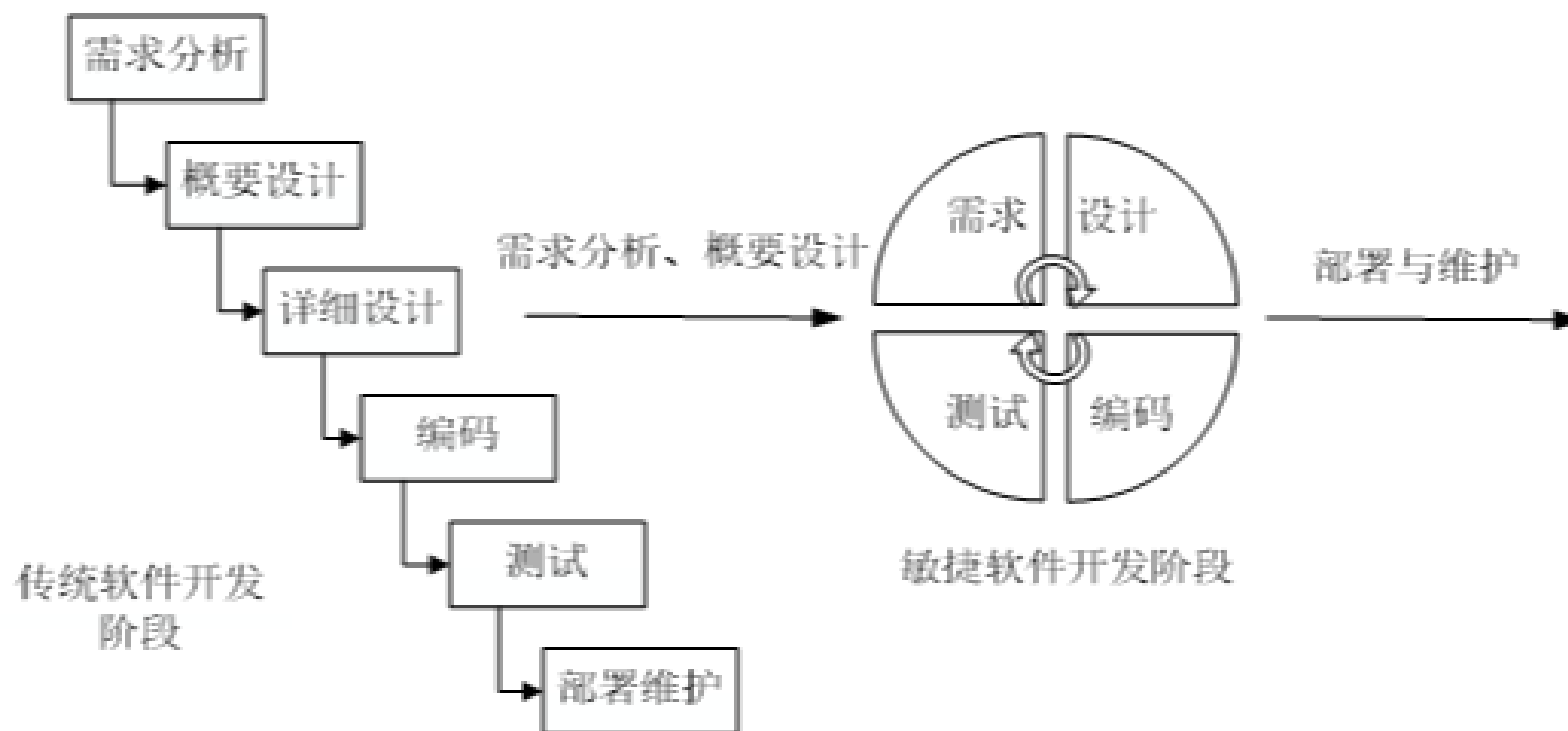 需求分析
概要设计
详细设计
编码
测试
部署维护
传统软件开发
阶段
需求分析、概要设计
需求
设计
测试
编码
敏捷软件开发阶段
部署与维护